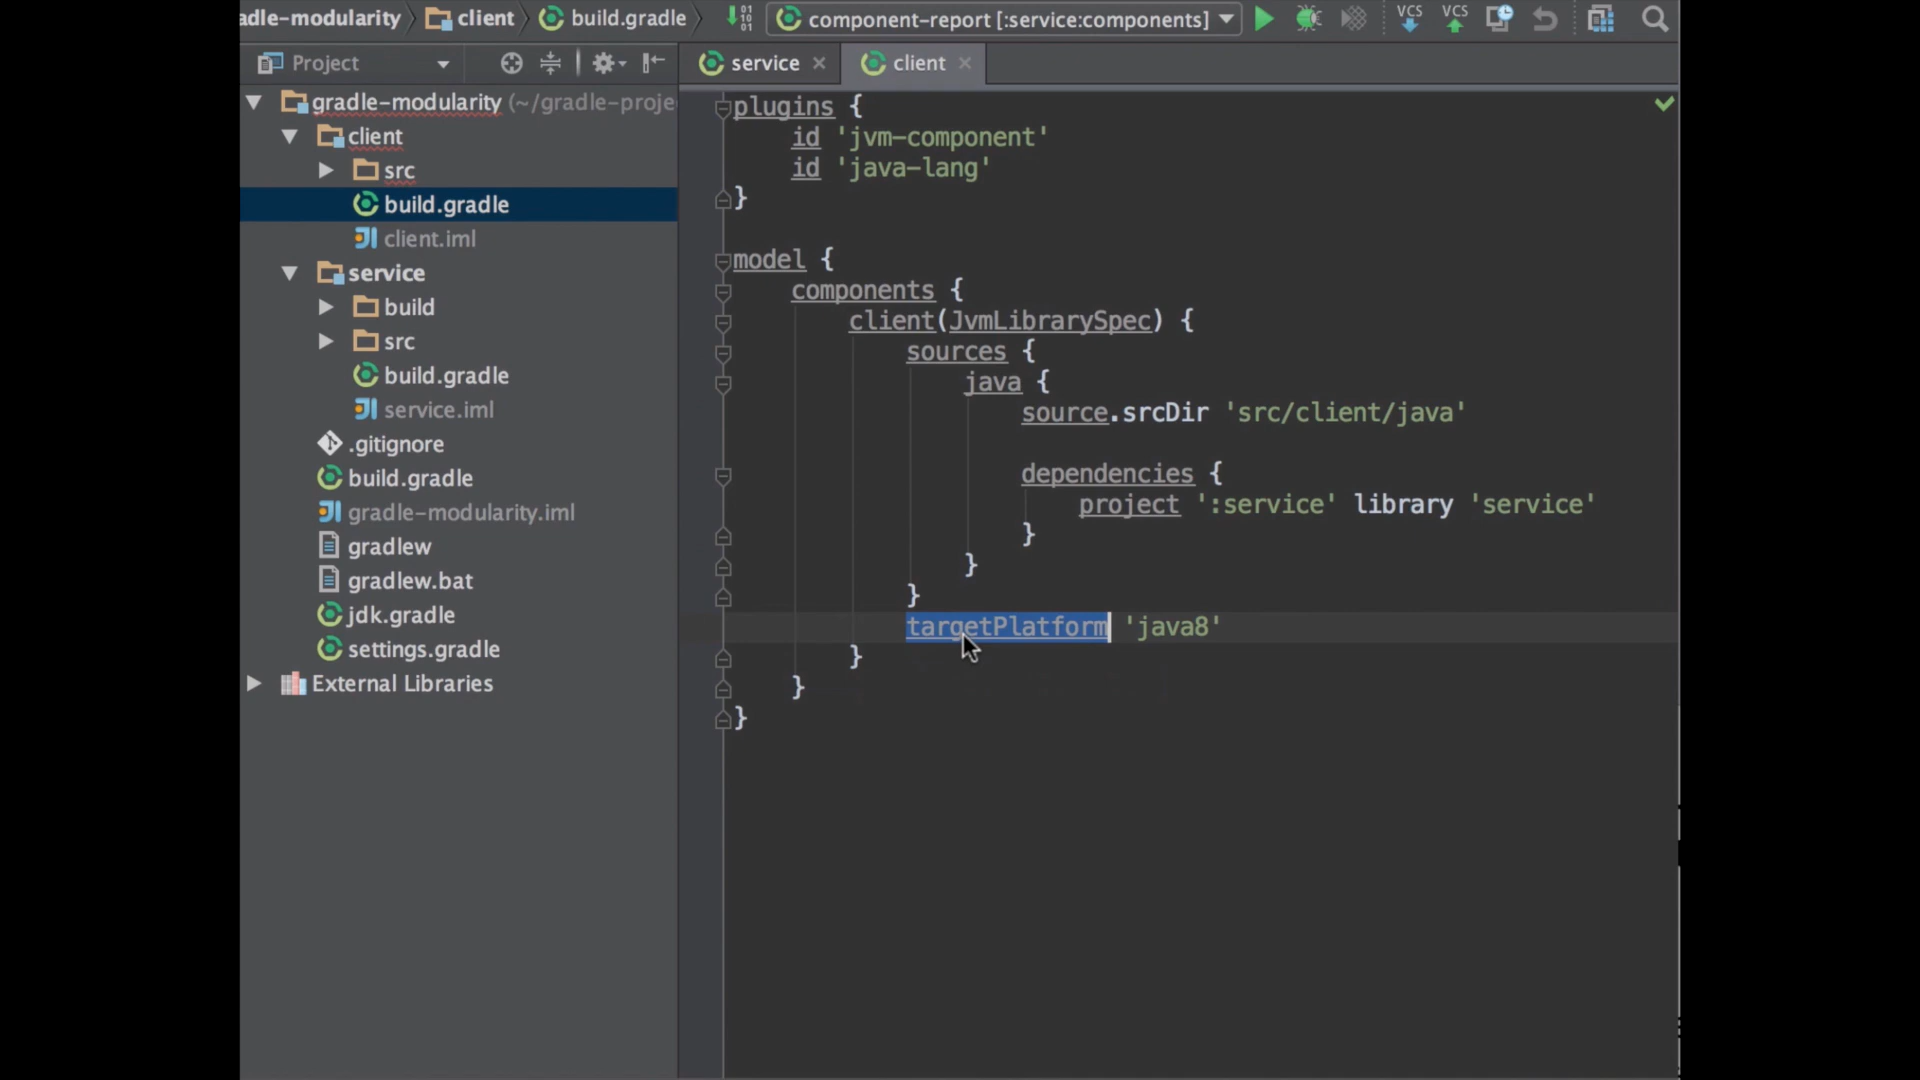 adle-modularity client build.gradle component-report [:service:components] VCS VCS
Project
service client
gradle-modularity (~/gradle-proje
client
src
build.gradle
client.iml
service
build
src
build.gradle
service.iml
.gitignore
build.gradle
gradle-modularity.iml
gradlew
gradlew.bat
jdk.gradle
settings.gradle
External Libraries
plugins {
id 'jvm-component'
id 'java-lang'
}
model {
components {
client(JvmLibrarySpec) {
sources {
java {
source.srcDir 'src/client/java'
dependencies {
project ':service' library 'service'
}
}
}
targetPlatform 'java8'
}
}
}